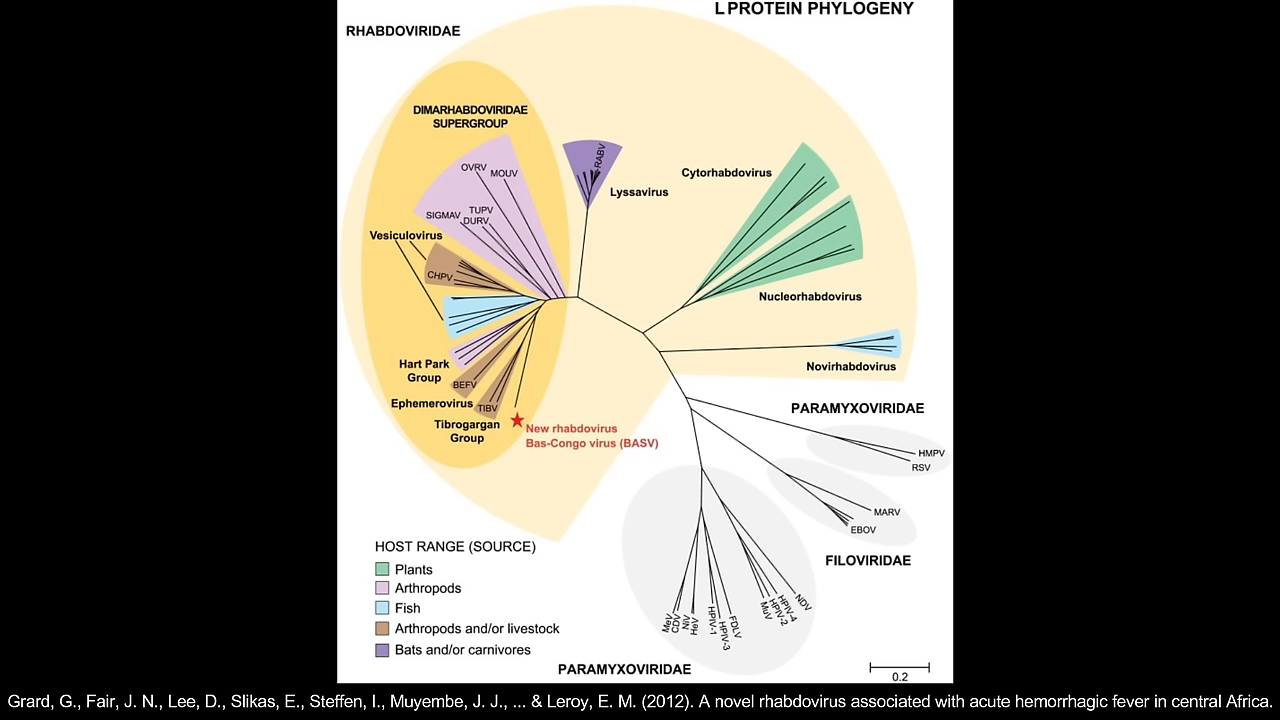 L PROTEIN PHYLOGENY
RHABDOVIRIDAE
DIMARHABDOVIRIDAE
SUPERGROUP
OVRV
MOUV
SIGMAV
TUPV
DURV
Vesiculovirus
CHPV
RABV
Lyssavirus
Cytorhabdovirus
Nucleorhabdovirus
Novirhabdovirus
Hart Park
Group
BEFV
Ephemerovirus
TIBV
Tibrogargan
Group
New rhabdovirus
Bas-Congo virus (BASV)
PARAMYXOVIRIDAE
HMPV
RSV
MARV
EBOV
FILOVIRIDAE
MeV
CDV
NiV
HeV
HPIV-1
HPIV-3
FDLV
MuV
HPIV-2
HPIV-4
NDV
PARAMYXOVIRIDAE
HOST RANGE (SOURCE)
Plants
Arthropods
Fish
Arthropods and/or livestock
Bats and/or carnivores
0.2
Grard, G., Fair, J. N., Lee, D., Slikas, E., Steffen, I., Muyembe, J. J., ... & Leroy, E. M. (2012). A novel rhabdovirus associated with acute hemorrhagic fever in central Africa.